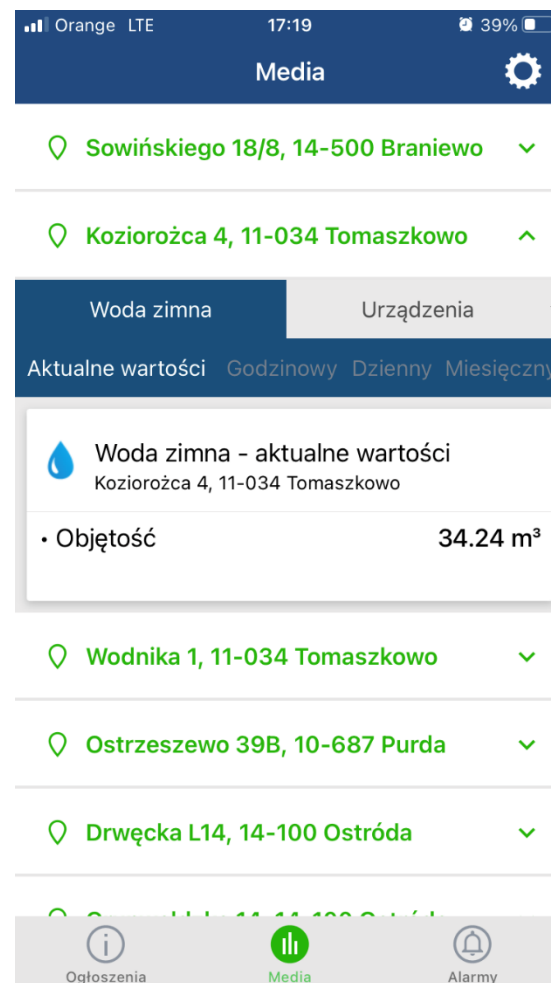 Orange LTE 17:19 39%
Media
Sowińskiego 18/8, 14-500 Braniewo
Koziorożca 4, 11-034 Tomaszkowo
Woda zimna Urządzenia
Aktualne wartości Godzinowy Dzienny Miesięczny
Woda zimna - aktualne wartości
Koziorożca 4, 11-034 Tomaszkowo
• Objętość 34.24 m³
Wodnika 1, 11-034 Tomaszkowo
Ostrzeszewo 39B, 10-687 Purda
Drwęcka L14, 14-100 Ostróda
Ogłoszenia Media Alarmy